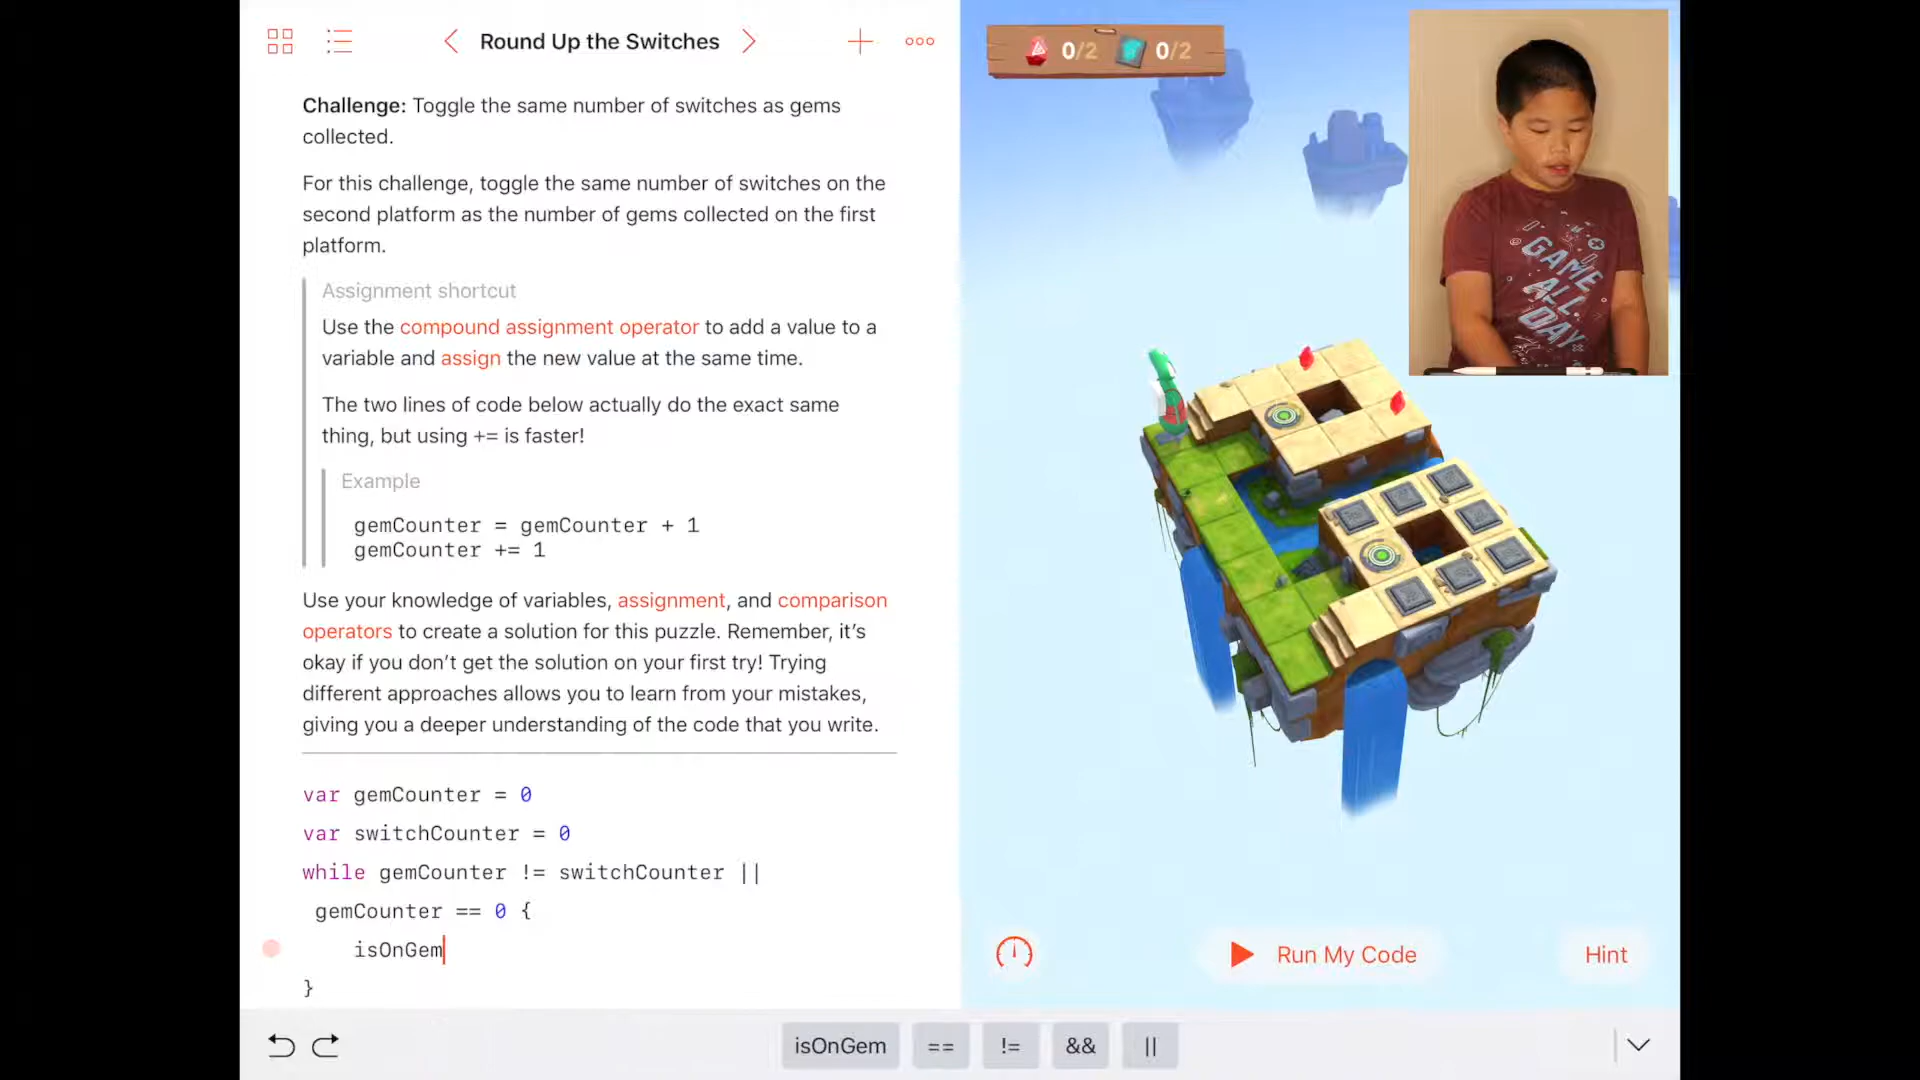 Round Up the Switches
Challenge: Toggle the same number of switches as gems
collected.
For this challenge, toggle the same number of switches on the
second platform as the number of gems collected on the first
platform.
Assignment shortcut
Use the compound assignment operator to add a value to a
variable and assign the new value at the same time.
The two lines of code below actually do the exact same
thing, but using += is faster!
Example
gemCounter = gemCounter + 1
gemCounter += 1
Use your knowledge of variables, assignment, and comparison
operators to create a solution for this puzzle. Remember, it’s
okay if you don’t get the solution on your first try! Trying
different approaches allows you to learn from your mistakes,
giving you a deeper understanding of the code that you write.
var gemCounter = 0
var switchCounter = 0
while gemCounter != switchCounter ||
gemCounter == 0 {
isOnGem
}
isOnGem == != && ||
0/2 0/2
GAME
ALL
DAY
Run My Code
Hint